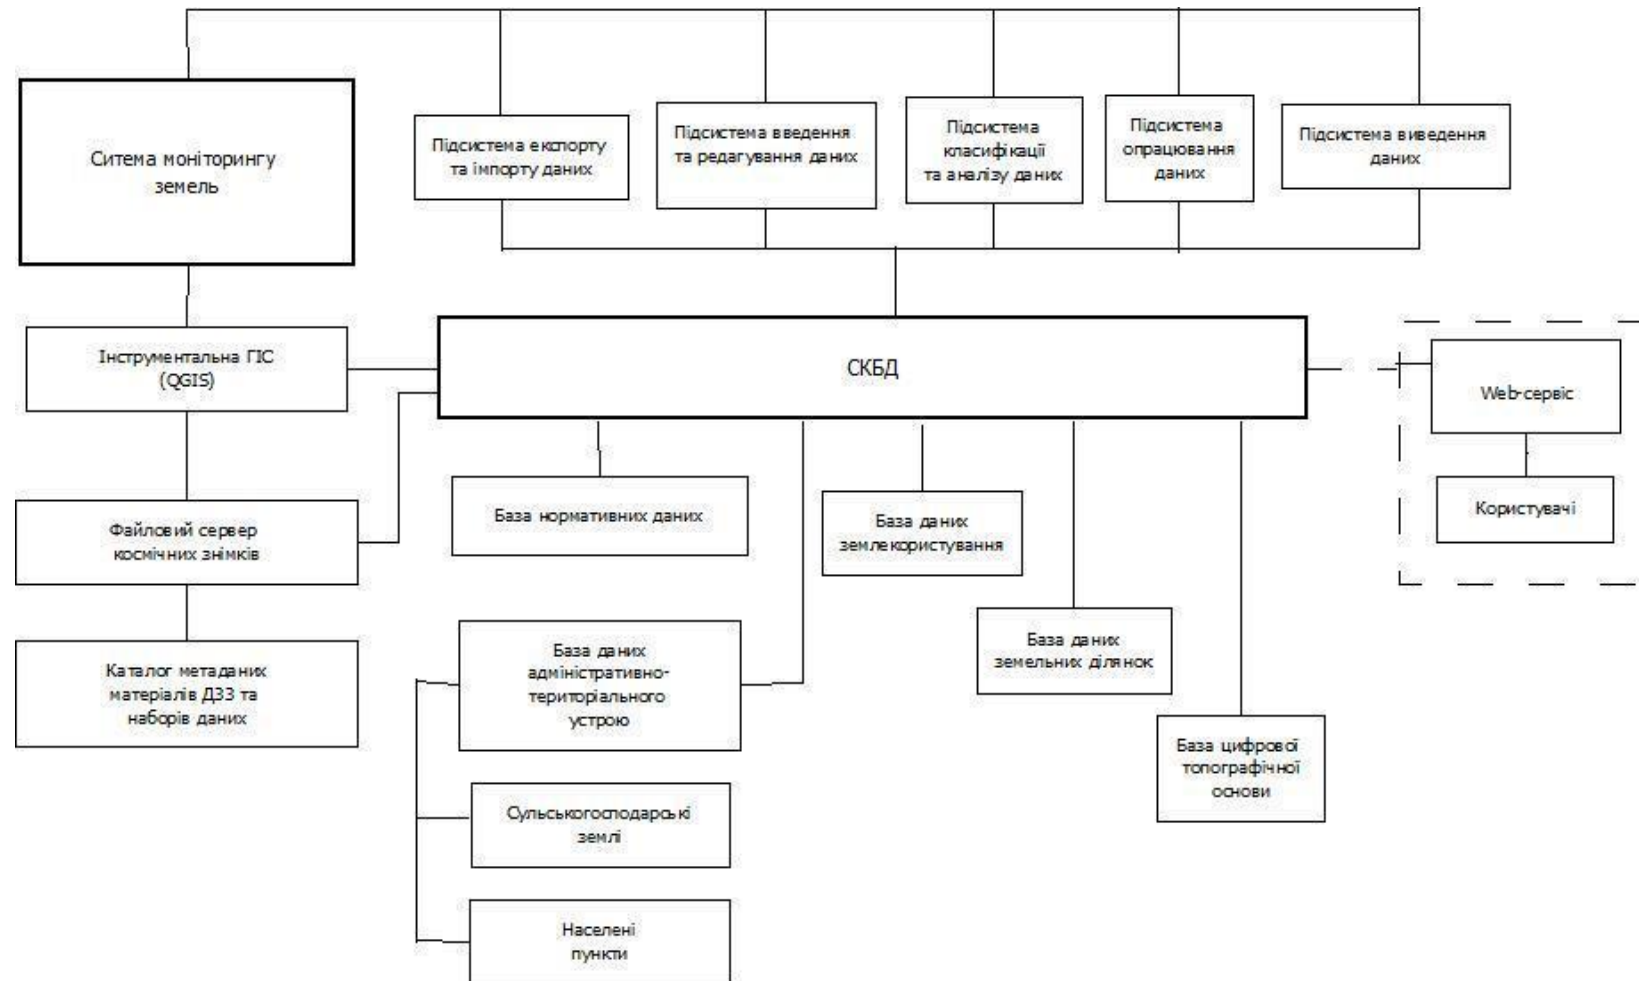 Ситема моніторингу
земель
Підсистема експорту
та імпорту даних
Підсистема введення
та редагування даних
Підсистема
класифікації
та аналізу даних
Підсистема
опрацювання
даних
Підсистема виведення
даних
Інструментальна ГІС
(QGIS)
СКБД
Web-сервіс
Користувачі
Файловий сервер
космічних знімків
База нормативних даних
База даних
землекористування
Каталог метаданих
матеріалів ДЗЗ та
наборів даних
База даних
адміністративно-
територіального
устрою
База даних
земельних ділянок
База цифрової
топографічної
основи
Сульськогосподарські
землі
Населені
пункти